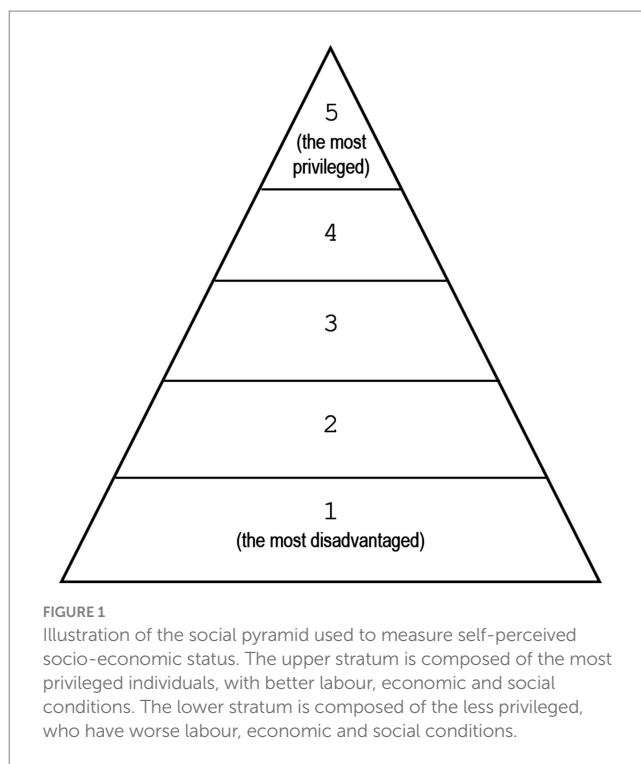 5
(the most
privileged)
4
3
2
1
(the most disadvantaged)
FIGURE 1
Illustration of the social pyramid used to measure self-perceived
socio-economic status. The upper stratum is composed of the most
privileged individuals, with better labour, economic and social
conditions. The lower stratum is composed of the less privileged,
who have worse labour, economic and social conditions.